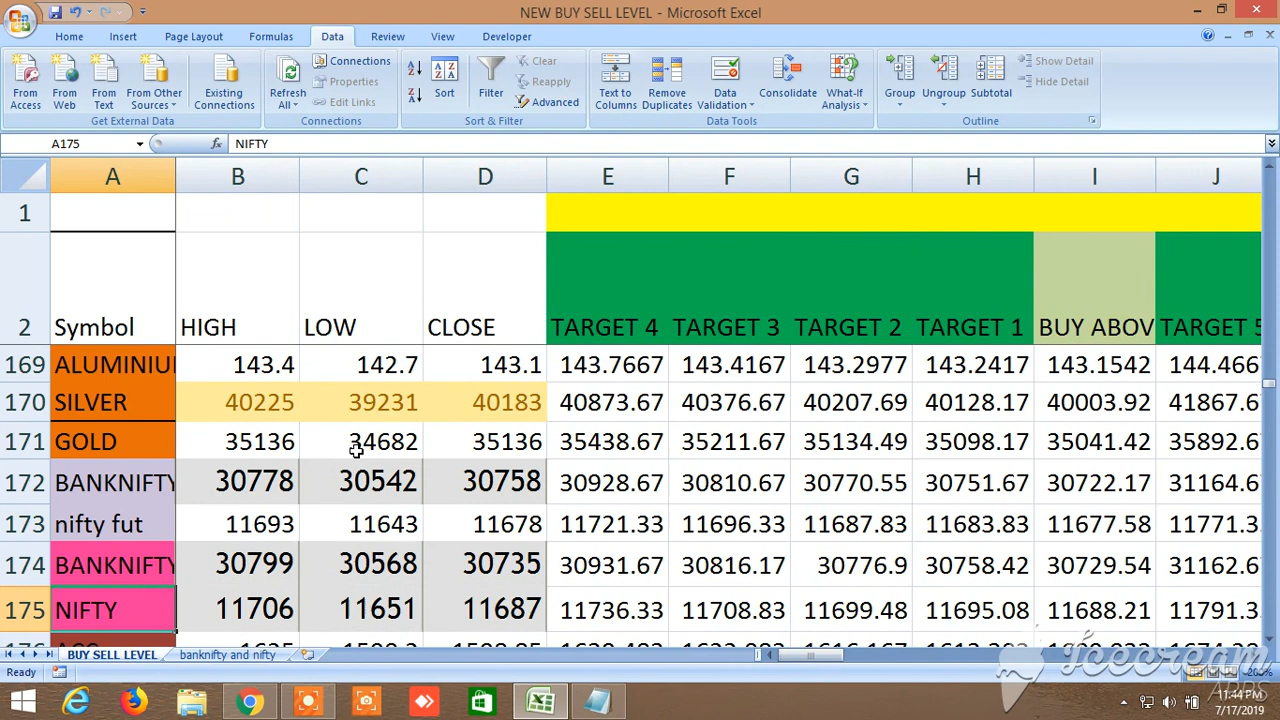 NEW BUY SELL LEVEL - Microsoft Excel
Home Insert Page Layout Formulas Data Review View Developer
From Access From Web From Text From Other Sources Existing Connections
Refresh All Connections Properties Edit Links
Sort Filter Clear Reapply Advanced
Text to Columns Remove Duplicates Data Validation Consolidate What-If Analysis
Group Ungroup Subtotal Show Detail Hide Detail
Get External Data Connections Sort & Filter Data Tools Outline
A175 fx NIFTY
A B C D E F G H I J
1
2 Symbol HIGH LOW CLOSE TARGET 4 TARGET 3 TARGET 2 TARGET 1 BUY ABOV TARGET 5
169 ALUMINIU 143.4 142.7 143.1 143.7667 143.4167 143.2977 143.2417 143.1542 144.466
170 SILVER 40225 39231 40183 40873.67 40376.67 40207.69 40128.17 40003.92 41867.6
171 GOLD 35136 34682 35136 35438.67 35211.67 35134.49 35098.17 35041.42 35892.6
172 BANKNIFTY 30778 30542 30758 30928.67 30810.67 30770.55 30751.67 30722.17 31164.6
173 nifty fut 11693 11643 11678 11721.33 11696.33 11687.83 11683.83 11677.58 11771.3
174 BANKNIFTY 30799 30568 30735 30931.67 30816.17 30776.9 30758.42 30729.54 31162.6
175 NIFTY 11706 11651 11687 11736.33 11708.83 11699.48 11695.08 11688.21 11791.3
BUY SELL LEVEL banknifty and nifty
Ready 200%
Icecream
APPS
11:44 PM
7/17/2019